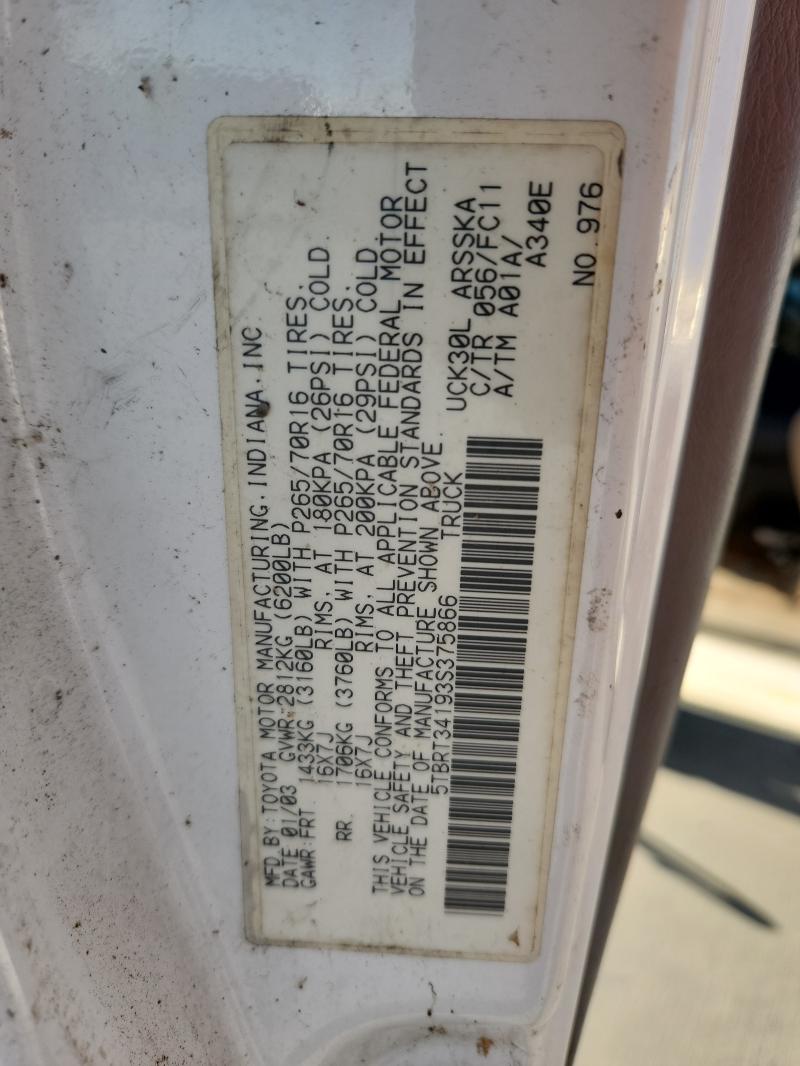 MFD. BY: TOYOTA MOTOR MANUFACTURING, INDIANA, INC.
DATE 01/03 GVWR 2812KG (6200LB)
GAWR:FRT. 1433KG (3160LB) WITH P265/70R16 TIRES.
16X7J RIMS, AT 180KPA (26PSI) COLD.
RR. 1706KG (3760LB) WITH P265/70R16 TIRES.
16X7J RIMS, AT 200KPA (29PSI) COLD.
THIS VEHICLE CONFORMS TO ALL APPLICABLE FEDERAL MOTOR
VEHICLE SAFETY AND THEFT PREVENTION STANDARDS IN EFFECT
ON THE DATE OF MANUFACTURE SHOWN ABOVE.
5TBRT34193S375866 TRUCK
UCK30L ARSSKA
C/TR 056/FC11
A/TM A01A/
A340E
NO. 976